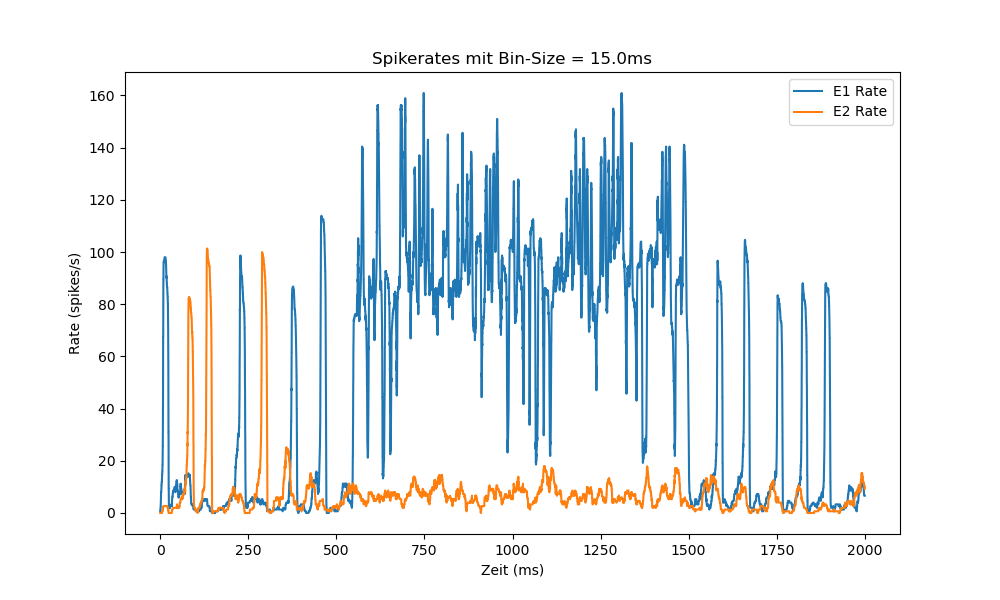 Spikerates mit Bin-Size = 15.0ms
E1 Rate
E2 Rate
Rate (spikes/s)
160
140
120
100
80
60
40
20
0
0 250 500 750 1000 1250 1500 1750 2000
Zeit (ms)